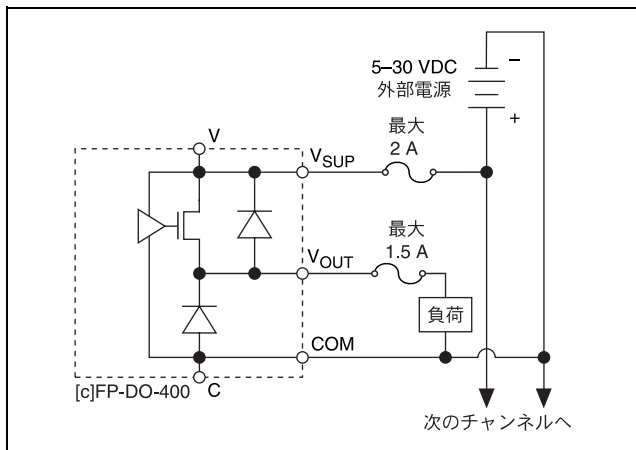 5–30 VDC
外部電源
–
+
最大
2 A
V
VSUP
最大
1.5 A
VOUT
負荷
COM
[c]FP-DO-400
C
次のチャンネルへ